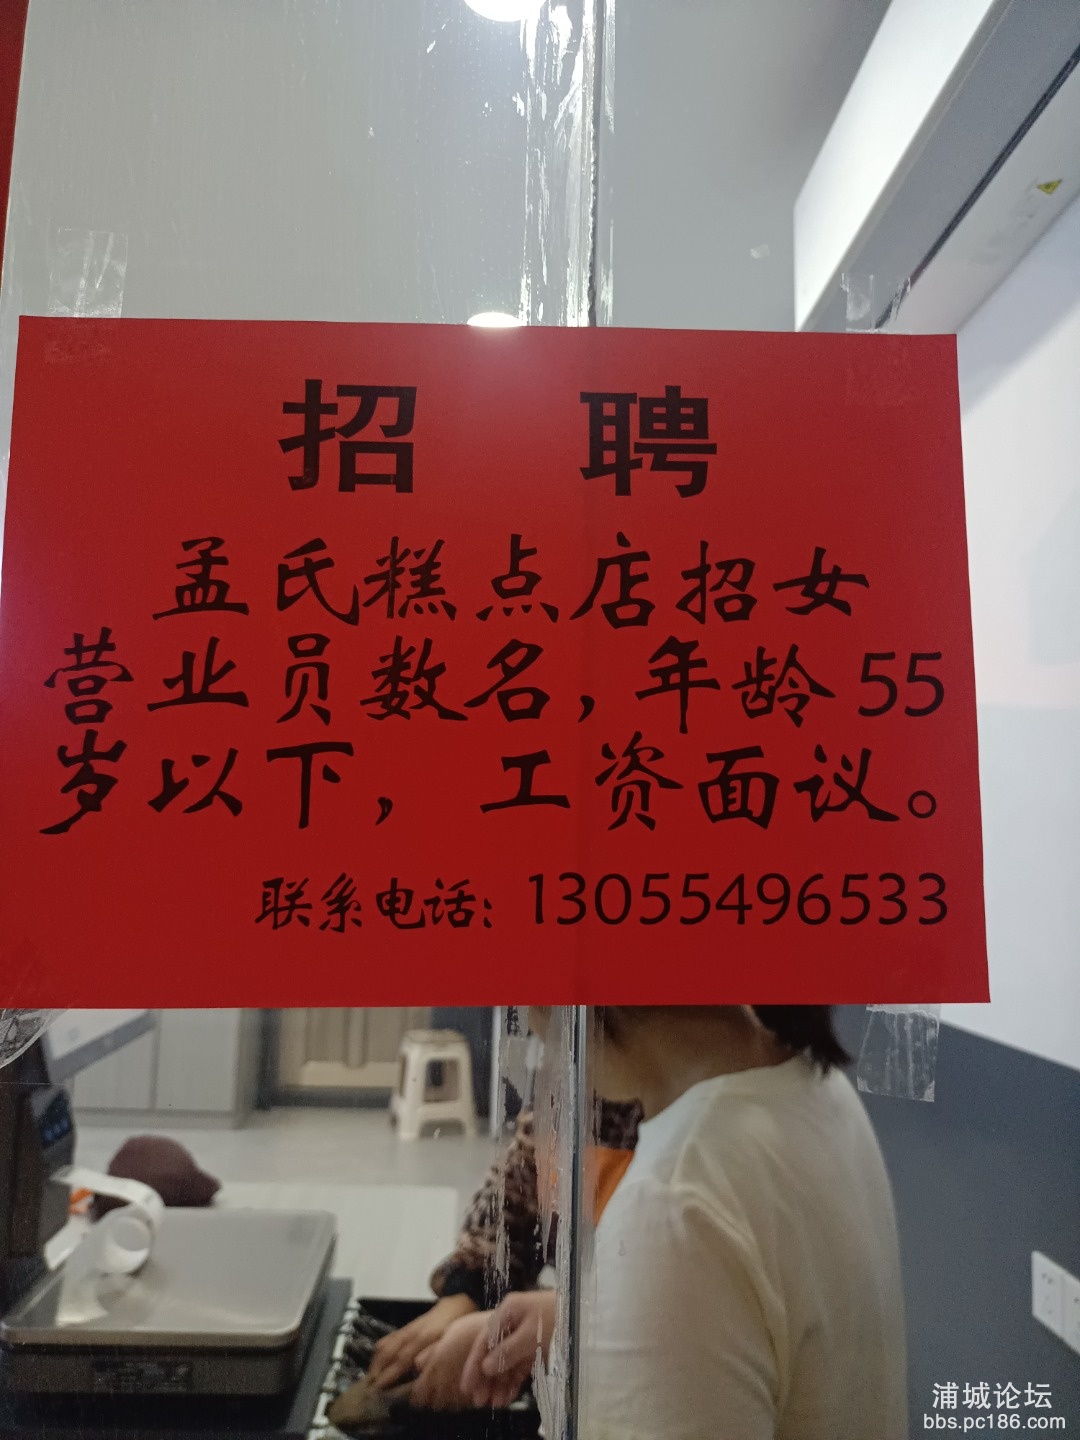 招 聘
孟氏糕点店招女
营业员数名，年龄55
岁以下，工资面议。
联系电话：13055496533
浦城论坛
bbs.pc186.com